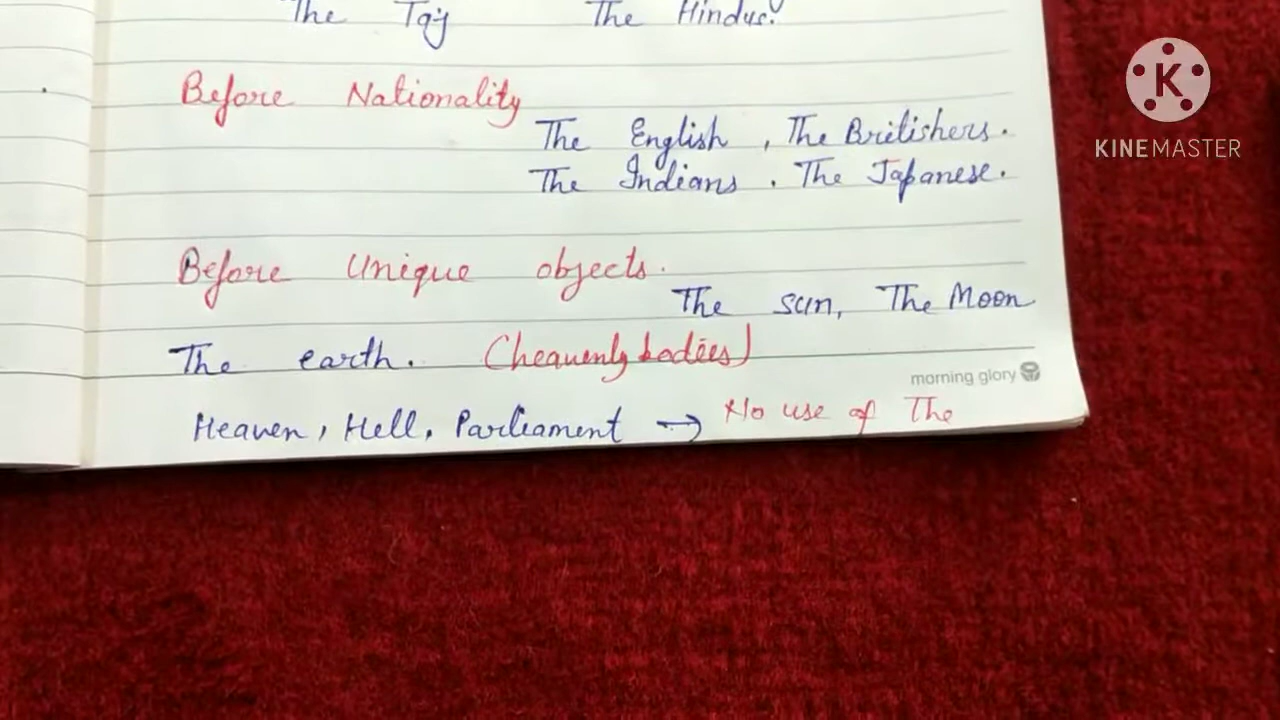 The Taj The Hindus.
Before Nationality
The English, The Britishers.
The Indians. The Japanese.
Before Unique objects.
The sun, The Moon
The earth. (heavenly bodies)
morning glory
Heaven, Hell, Parliament → No use of The
K
KINEMASTER